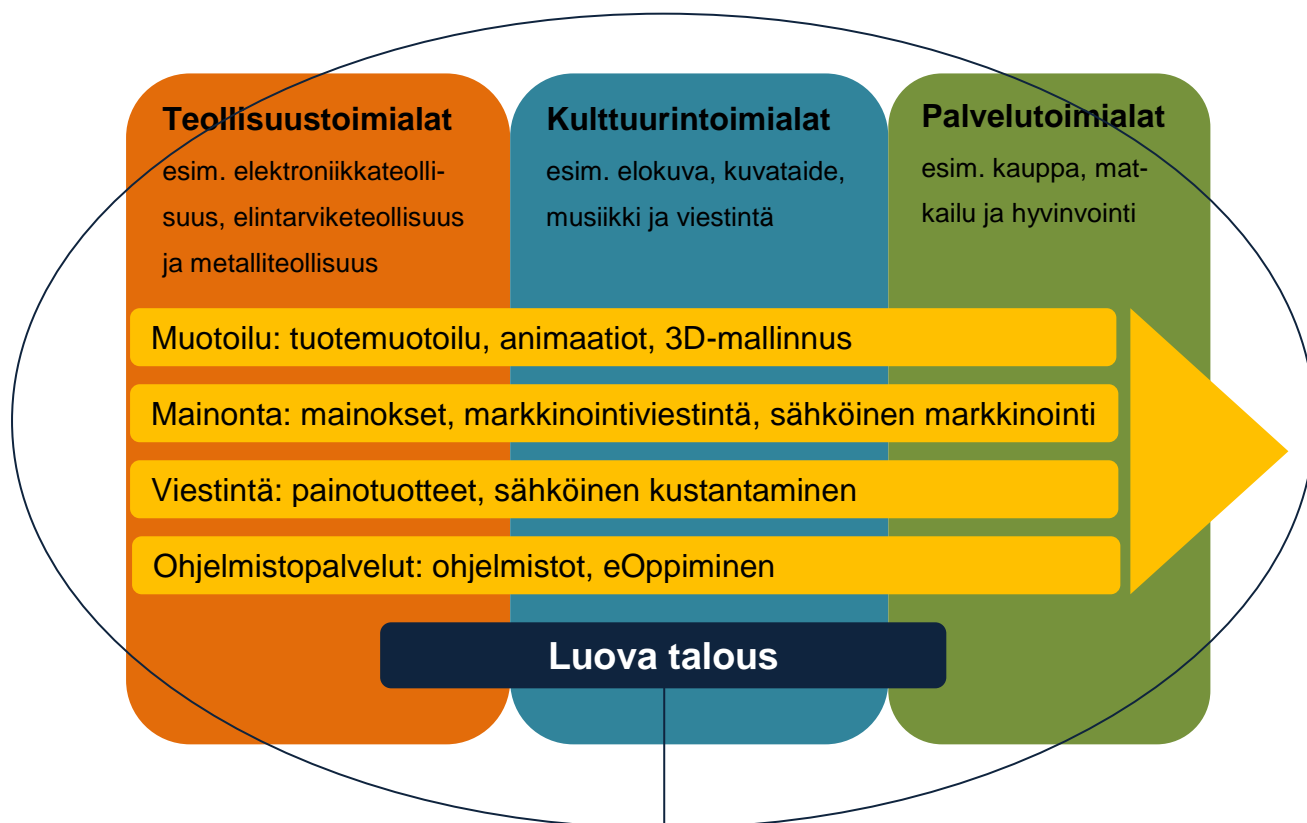 Teollisuustoimialat
esim. elektroniikkateolli-
suus, elintarviketeollisuus
ja metalliteollisuus
Kulttuurintoimialat
esim. elokuva, kuvataide,
musiikki ja viestintä
Palvelutoimialat
esim. kauppa, mat-
kailu ja hyvinvointi
Muotoilu: tuotemuotoilu, animaatiot, 3D-mallinnus
Mainonta: mainokset, markkinointiviestintä, sähköinen markkinointi
Viestintä: painotuotteet, sähköinen kustantaminen
Ohjelmistopalvelut: ohjelmistot, eOppiminen
Luova talous